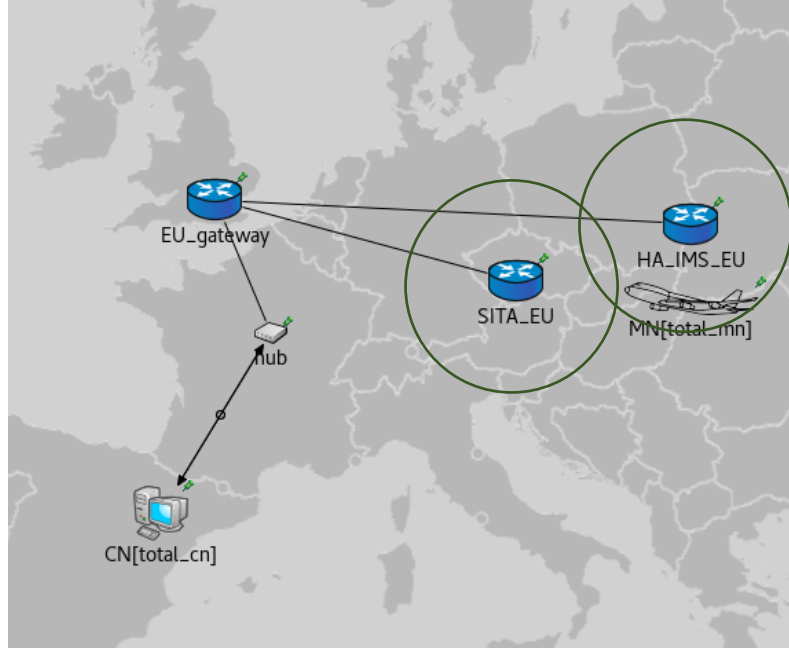 EU_gateway
HA_IMS_EU
SITA_EU
MN[total_mn]
hub
CN[total_cn]